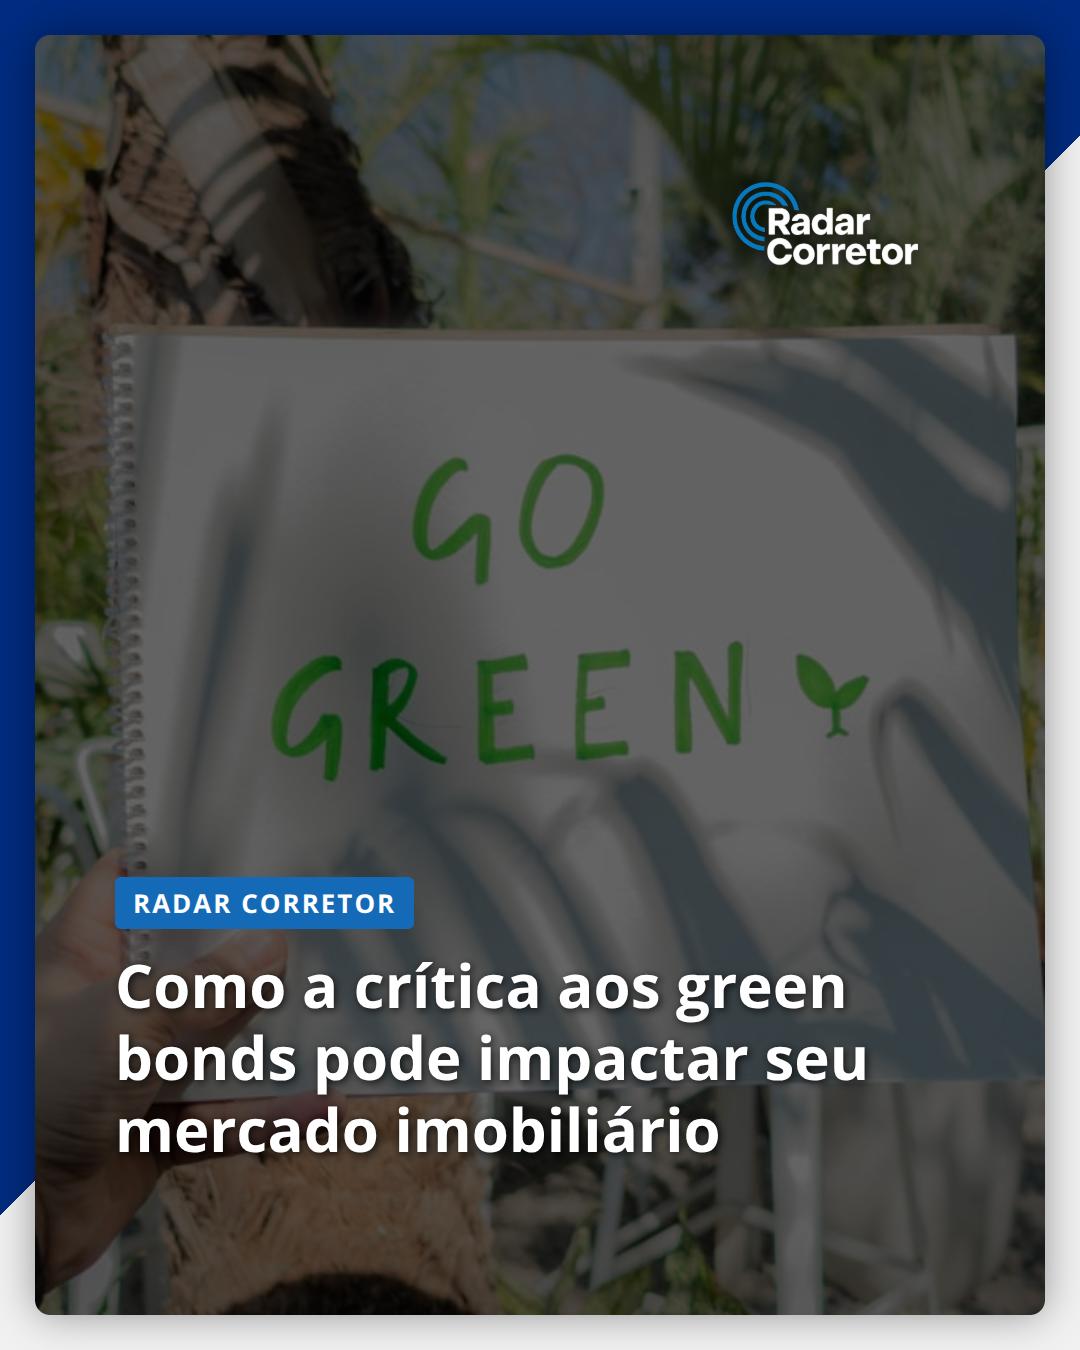 Radar
Corretor
GO
GREEN
RADAR CORRETOR
Como a crítica aos green
bonds pode impactar seu
mercado imobiliário